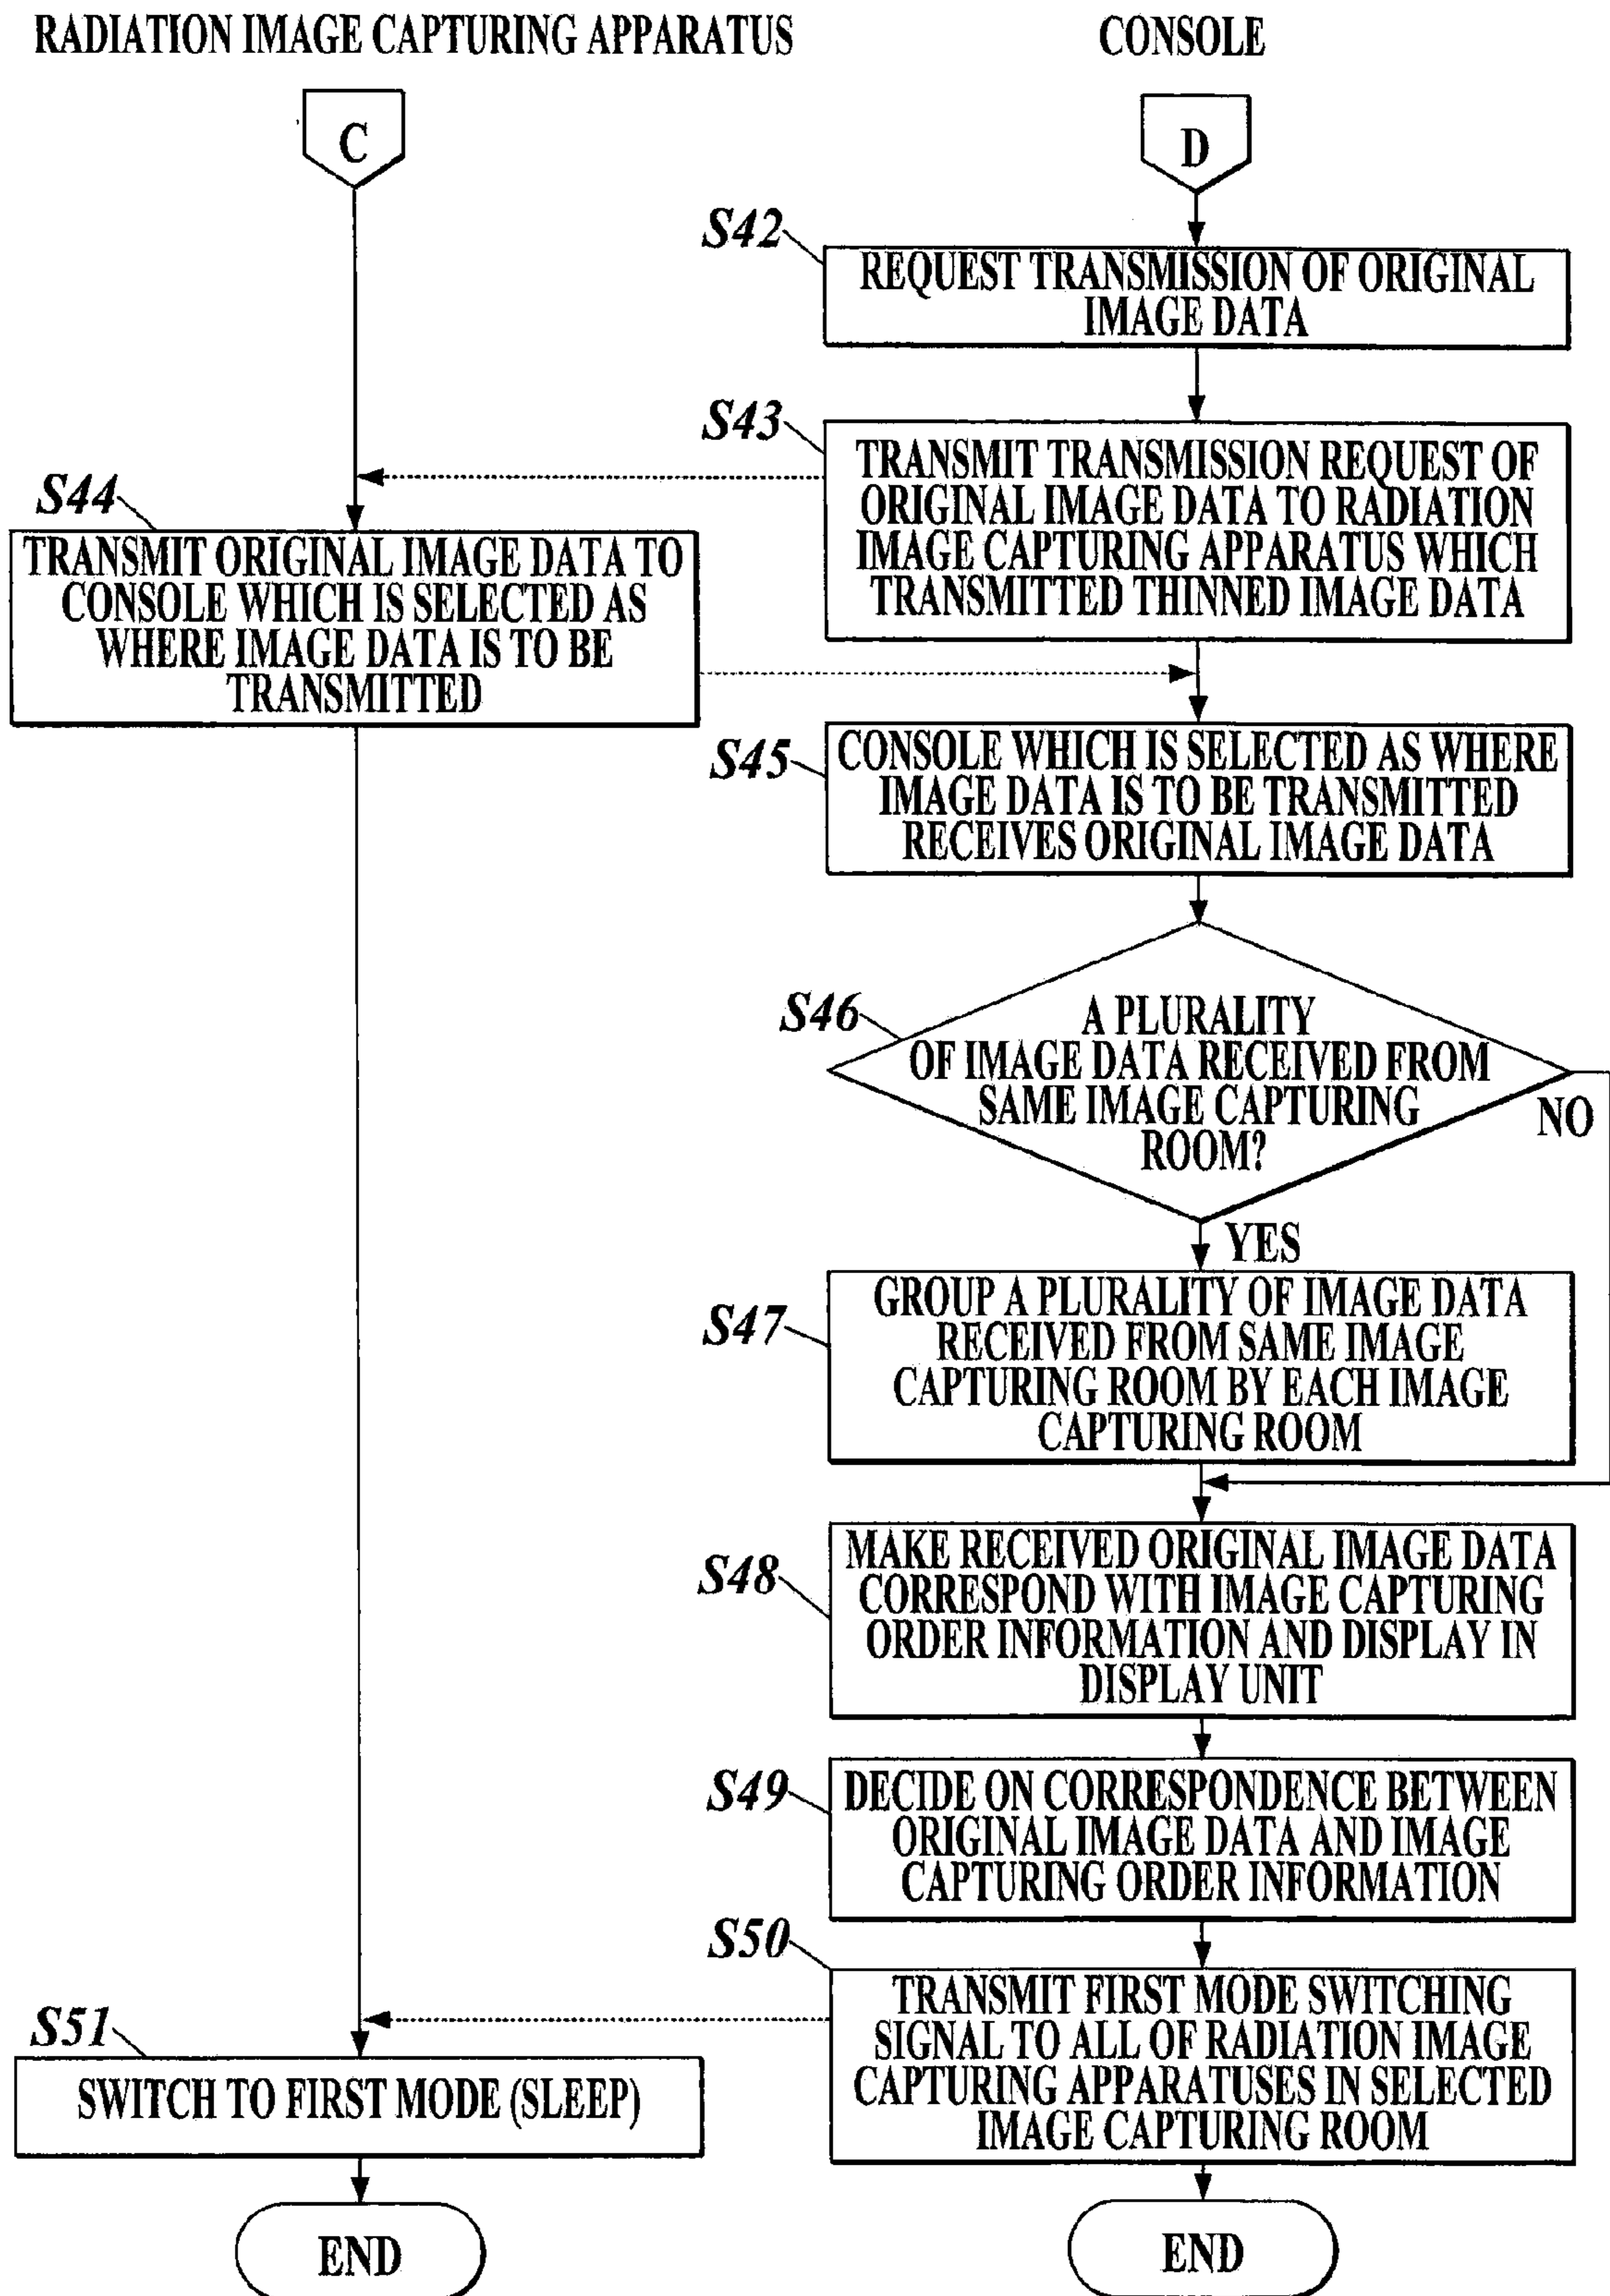 RADIATION IMAGE CAPTURING APPARATUS
CONSOLE
C
D
S42
REQUEST TRANSMISSION OF ORIGINAL
IMAGE DATA
S43
TRANSMIT TRANSMISSION REQUEST OF
ORIGINAL IMAGE DATA TO RADIATION
IMAGE CAPTURING APPARATUS WHICH
TRANSMITTED THINNED IMAGE DATA
S44
TRANSMIT ORIGINAL IMAGE DATA TO
CONSOLE WHICH IS SELECTED AS
WHERE IMAGE DATA IS TO BE
TRANSMITTED
S45
CONSOLE WHICH IS SELECTED AS WHERE
IMAGE DATA IS TO BE TRANSMITTED
RECEIVES ORIGINAL IMAGE DATA
S46
A PLURALITY
OF IMAGE DATA RECEIVED FROM
SAME IMAGE CAPTURING
ROOM?
NO
YES
S47
GROUP A PLURALITY OF IMAGE DATA
RECEIVED FROM SAME IMAGE
CAPTURING ROOM BY EACH IMAGE
CAPTURING ROOM
S48
MAKE RECEIVED ORIGINAL IMAGE DATA
CORRESPOND WITH IMAGE CAPTURING
ORDER INFORMATION AND DISPLAY IN
DISPLAY UNIT
S49
DECIDE ON CORRESPONDENCE BETWEEN
ORIGINAL IMAGE DATA AND IMAGE
CAPTURING ORDER INFORMATION
S50
TRANSMIT FIRST MODE SWITCHING
SIGNAL TO ALL OF RADIATION IMAGE
CAPTURING APPARATUSES IN SELECTED
IMAGE CAPTURING ROOM
S51
SWITCH TO FIRST MODE (SLEEP)
END
END